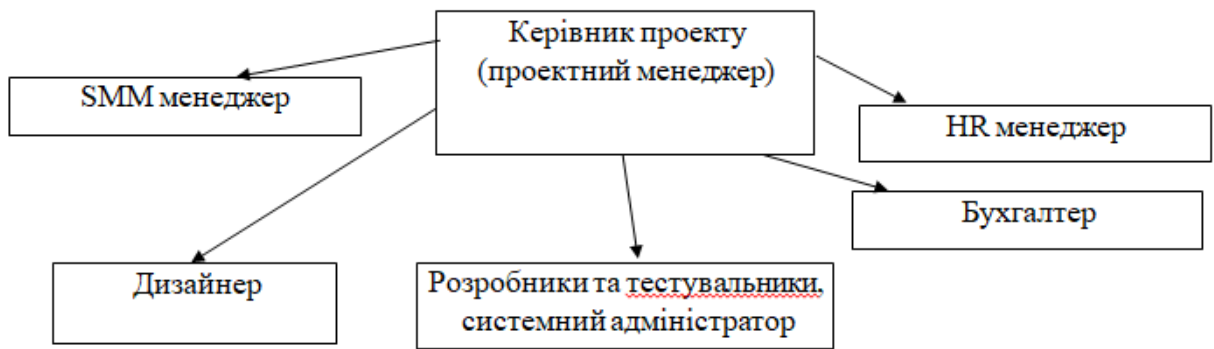 Керівник проекту
(проектний менеджер)
SMM менеджер
HR менеджер
Бухгалтер
Дизайнер
Розробники та тестувальники,
системний адміністратор